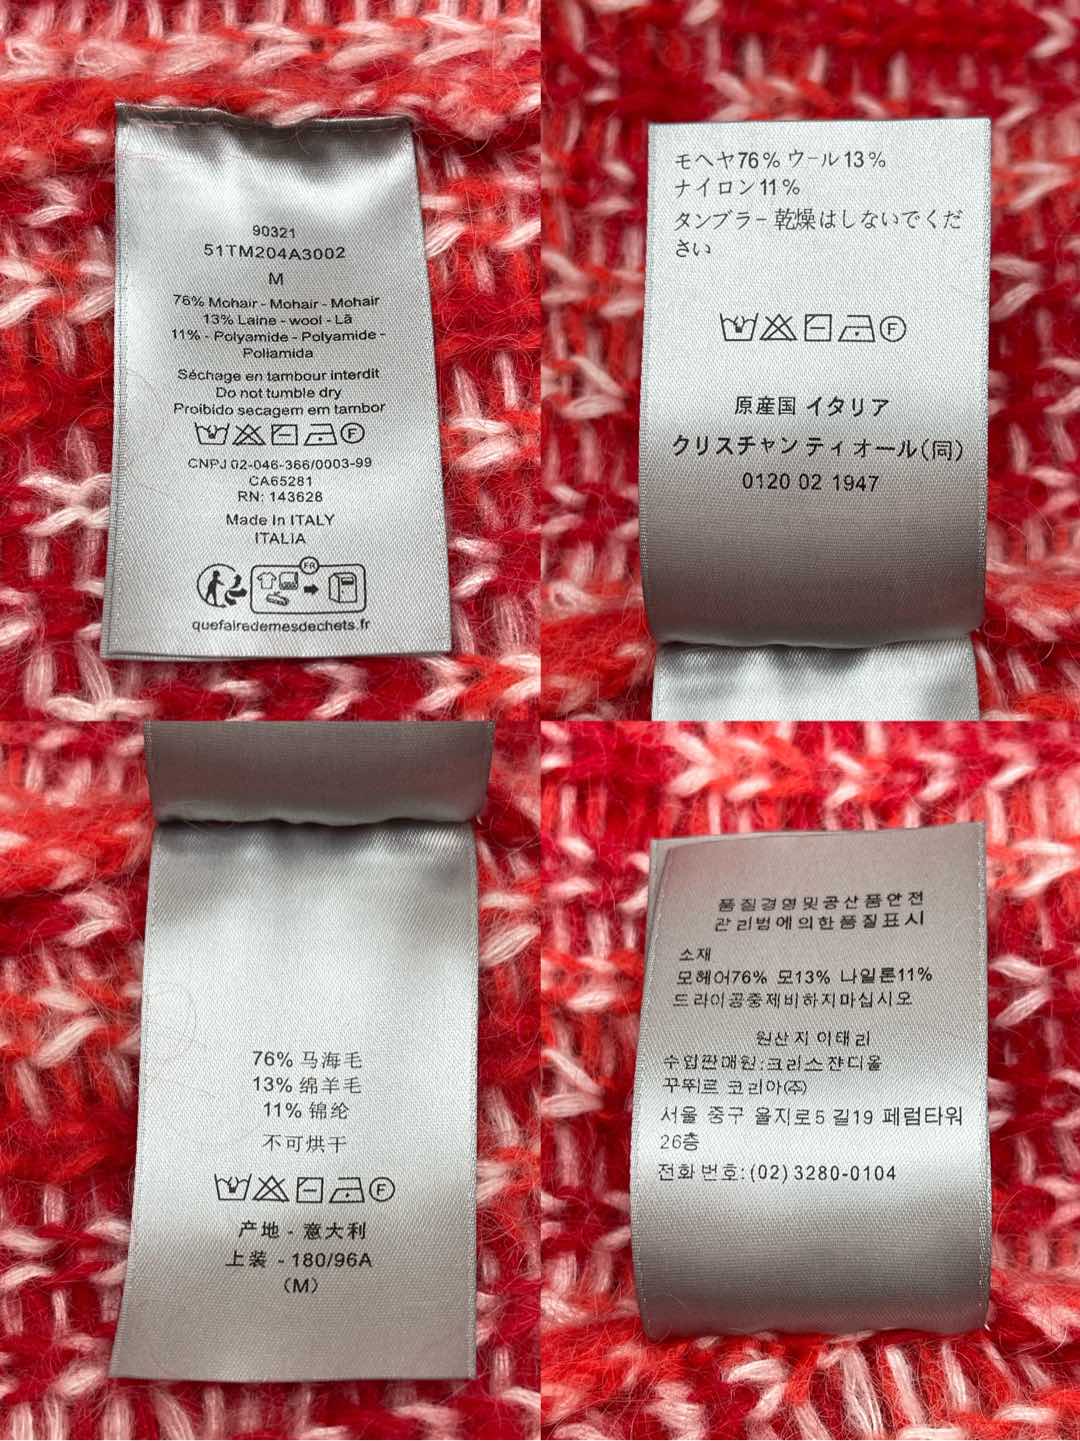 90321
51TM204A3002
M
76% Mohair - Mohair - Mohair
13% Laine - wool - Lã
11% - Polyamide - Polyamide -
Poliamida
Séchage en tambour interdit
Do not tumble dry
Proibido secagem em tambor
F
CNPJ 02-046-366/0003-99
CA65281
RN: 143628
Made In ITALY
ITALIA
FR
quefairedemesdechets.fr
モヘヤ76% ウール13%
ナイロン11%
タンブラー乾燥はしないでくだ
さい
F
原産国 イタリア
クリスチャン ティオール(同)
0120 02 1947
76% 马海毛
13% 绵羊毛
11% 锦纶
不可烘干
F
产地 - 意大利
上装 - 180/96A
(M)
품질경영및공산품안전
관리법에의한품질표시
소재
모헤어76% 모13% 나일론11%
드라이공중제비하지마십시오
원산지 이태리
수입판매원:크리스쟌디올
꾸뛰르 코리아(주)
서울 중구 을지로5길19 페럼타워
26층
전화번호:(02)3280-0104